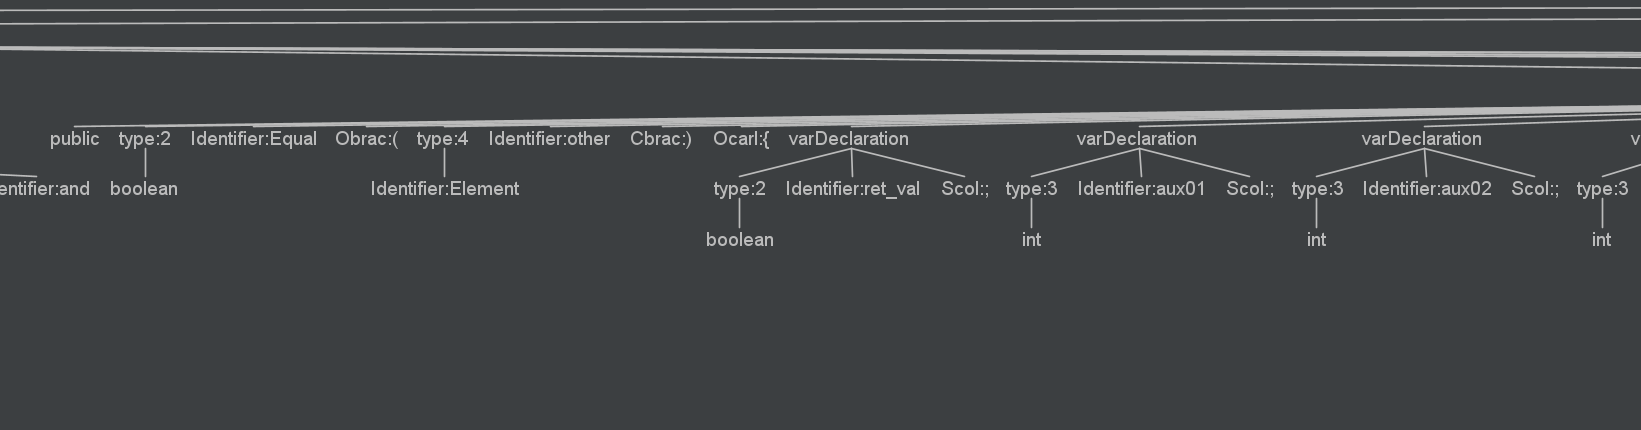 public type:2 Identifier:Equal Obrac:( type:4 Identifier:other Cbrac:) Ocarl:{ varDeclaration varDeclaration varDeclaration v
entifier:and boolean Identifier:Element type:2 Identifier:ret_val Scol:; type:3 Identifier:aux01 Scol:; type:3 Identifier:aux02 Scol:; type:3
boolean int int int